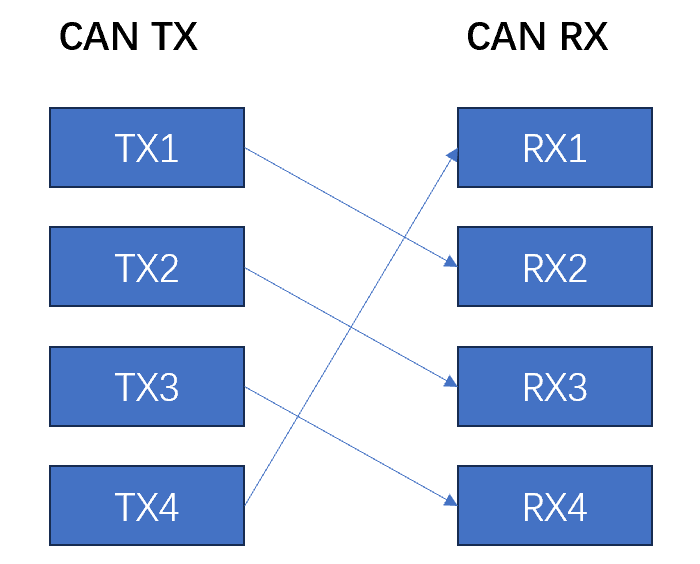 CAN TX
CAN RX
TX1
RX1
TX2
RX2
TX3
RX3
TX4
RX4